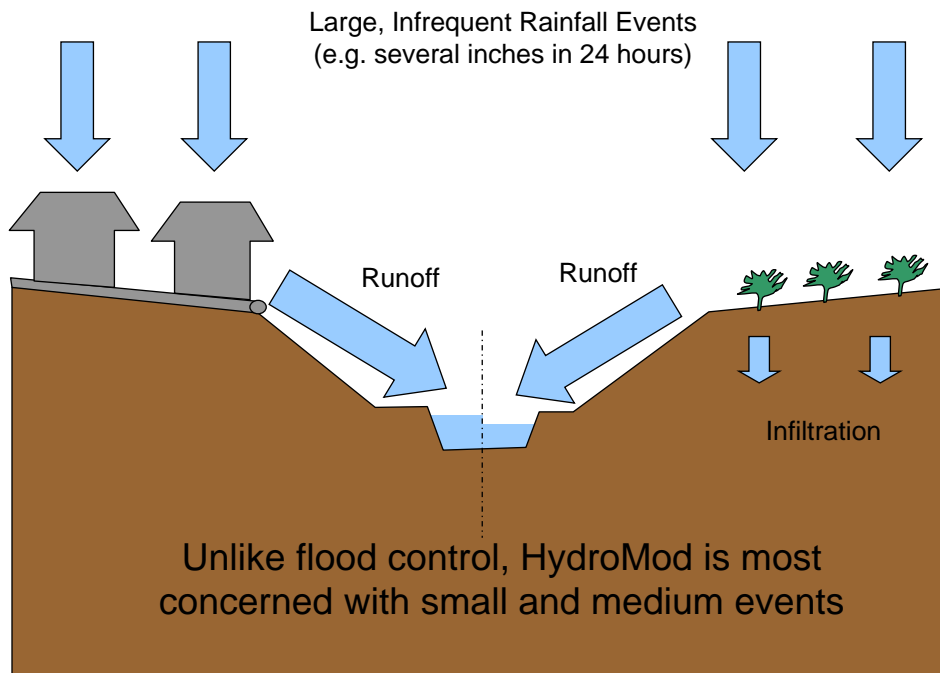 Large, Infrequent Rainfall Events
(e.g. several inches in 24 hours)
Runoff
Runoff
Infiltration
Unlike flood control, HydroMod is most
concerned with small and medium events